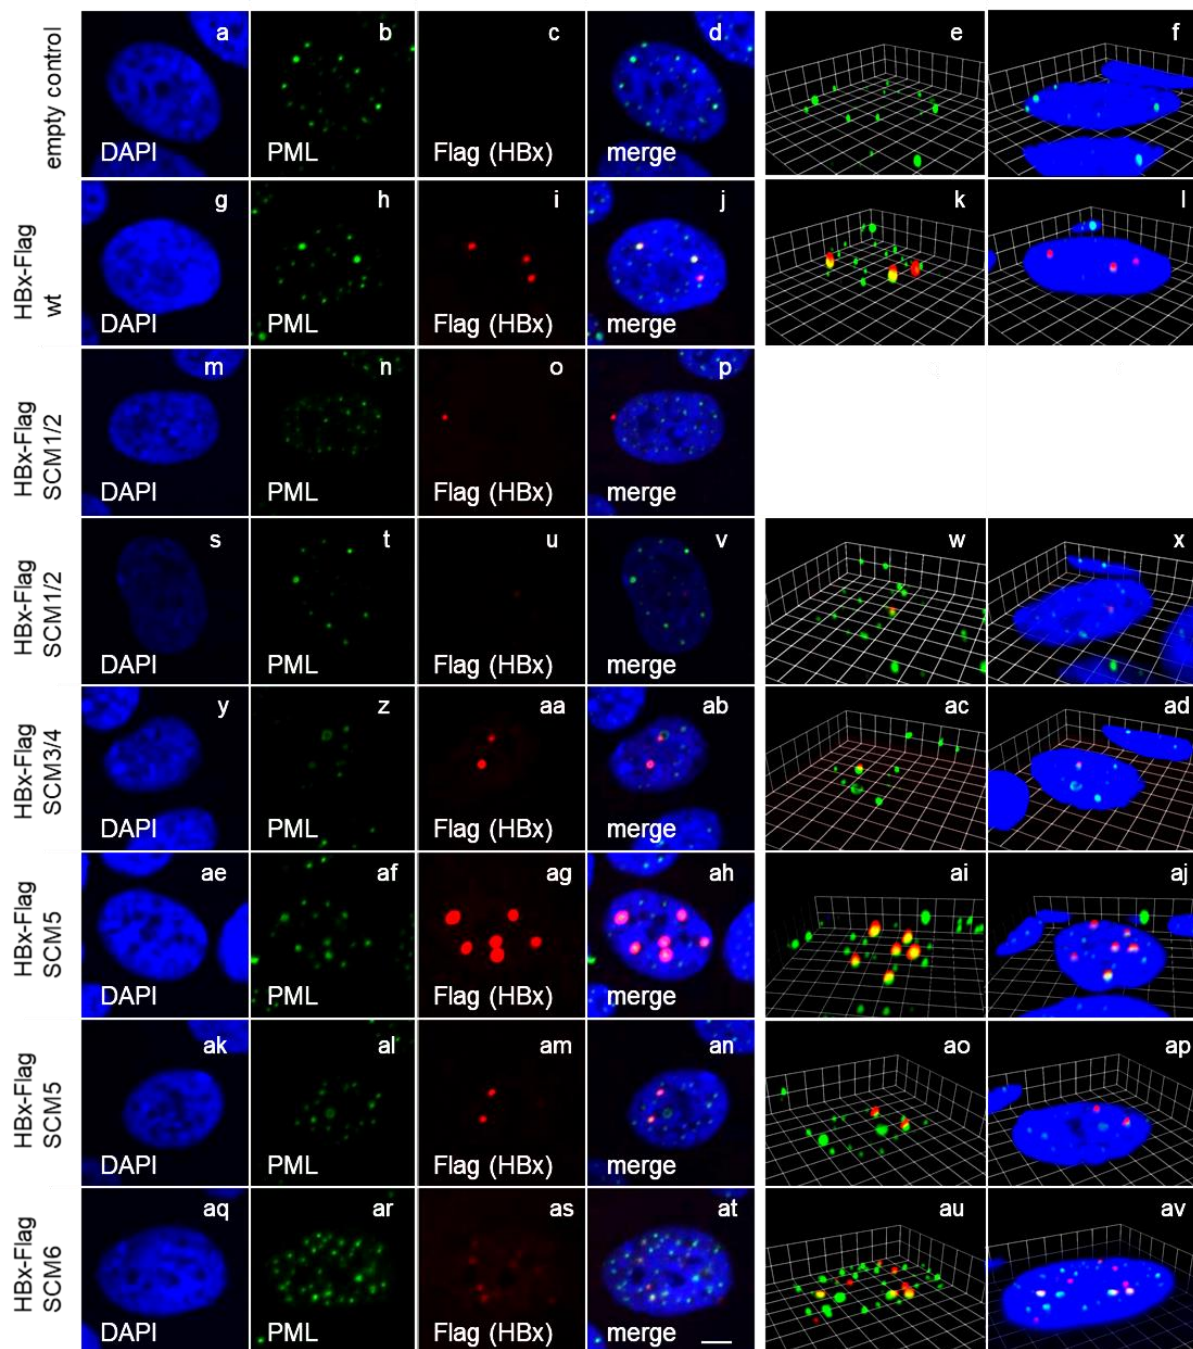 empty control
a
DAPI
b
PML
c
Flag (HBx)
d
merge
e
f
HBx-Flag
wt
g
DAPI
h
PML
i
Flag (HBx)
j
merge
k
l
HBx-Flag
SCM1/2
m
DAPI
n
PML
o
Flag (HBx)
p
merge
HBx-Flag
SCM1/2
s
DAPI
t
PML
u
Flag (HBx)
v
merge
w
x
HBx-Flag
SCM3/4
y
DAPI
z
PML
aa
Flag (HBx)
ab
merge
ac
ad
HBx-Flag
SCM5
ae
DAPI
af
PML
ag
Flag (HBx)
ah
merge
ai
aj
HBx-Flag
SCM5
ak
DAPI
al
PML
am
Flag (HBx)
an
merge
ao
ap
HBx-Flag
SCM6
aq
DAPI
ar
PML
as
Flag (HBx)
at
merge
au
av